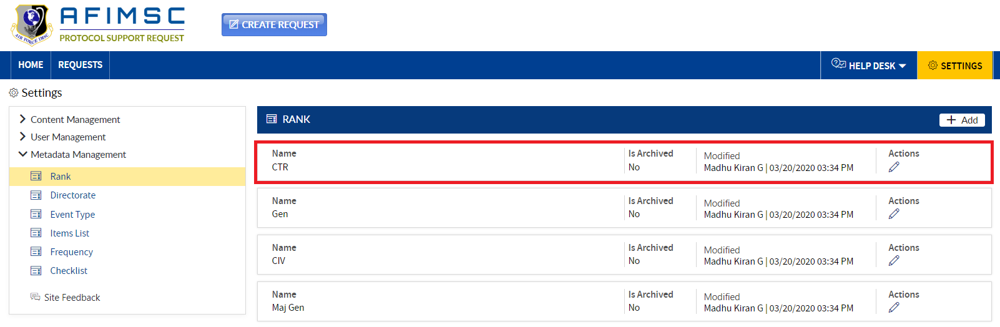 AFIMSC
PROTOCOL SUPPORT REQUEST
AIR FORCE IMSC
CREATE REQUEST
HOME
REQUESTS
HELP DESK
SETTINGS
Settings
Content Management
User Management
Metadata Management
Rank
Directorate
Event Type
Items List
Frequency
Checklist
Site Feedback
RANK
Add
Name Is Archived Modified Actions
CTR No Madhu Kiran G | 03/20/2020 03:34 PM
Name Is Archived Modified Actions
Gen No Madhu Kiran G | 03/20/2020 03:34 PM
Name Is Archived Modified Actions
CIV No Madhu Kiran G | 03/20/2020 03:34 PM
Name Is Archived Modified Actions
Maj Gen No Madhu Kiran G | 03/20/2020 03:34 PM